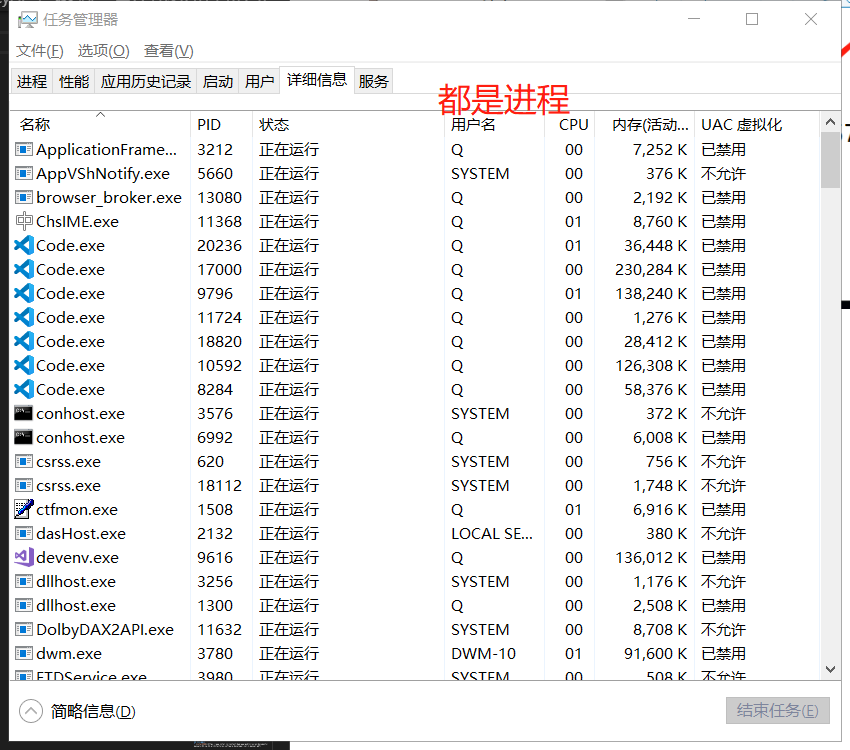 任务管理器
文件(F) 选项(O) 查看(V)
进程 性能 应用历史记录 启动 用户 详细信息 服务
都是进程
名称 PID 状态 用户名 CPU 内存(活动... UAC 虚拟化
ApplicationFrame... 3212 正在运行 Q 00 7,252 K 已禁用
AppVShNotify.exe 5660 正在运行 SYSTEM 00 376 K 不允许
browser_broker.exe 13080 正在运行 Q 00 2,192 K 已禁用
ChsIME.exe 11368 正在运行 Q 01 8,760 K 已禁用
Code.exe 20236 正在运行 Q 01 36,448 K 已禁用
Code.exe 17000 正在运行 Q 00 230,284 K 已禁用
Code.exe 9796 正在运行 Q 01 138,240 K 已禁用
Code.exe 11724 正在运行 Q 00 1,276 K 已禁用
Code.exe 18820 正在运行 Q 00 28,412 K 已禁用
Code.exe 10592 正在运行 Q 00 126,308 K 已禁用
Code.exe 8284 正在运行 Q 00 58,376 K 已禁用
conhost.exe 3576 正在运行 SYSTEM 00 372 K 不允许
conhost.exe 6992 正在运行 Q 00 6,008 K 已禁用
csrss.exe 620 正在运行 SYSTEM 00 756 K 不允许
csrss.exe 18112 正在运行 SYSTEM 00 1,748 K 不允许
ctfmon.exe 1508 正在运行 Q 01 6,916 K 已禁用
dasHost.exe 2132 正在运行 LOCAL SE... 00 380 K 不允许
devenv.exe 9616 正在运行 Q 00 136,012 K 已禁用
dllhost.exe 3256 正在运行 SYSTEM 00 1,176 K 不允许
dllhost.exe 1300 正在运行 Q 00 2,508 K 已禁用
DolbyDAX2API.exe 11632 正在运行 SYSTEM 00 8,708 K 不允许
dwm.exe 3780 正在运行 DWM-10 01 91,600 K 已禁用
ETDService.exe 3980 正在运行 SYSTEM 00 508 K 不允许
简略信息(D) 结束任务(E)